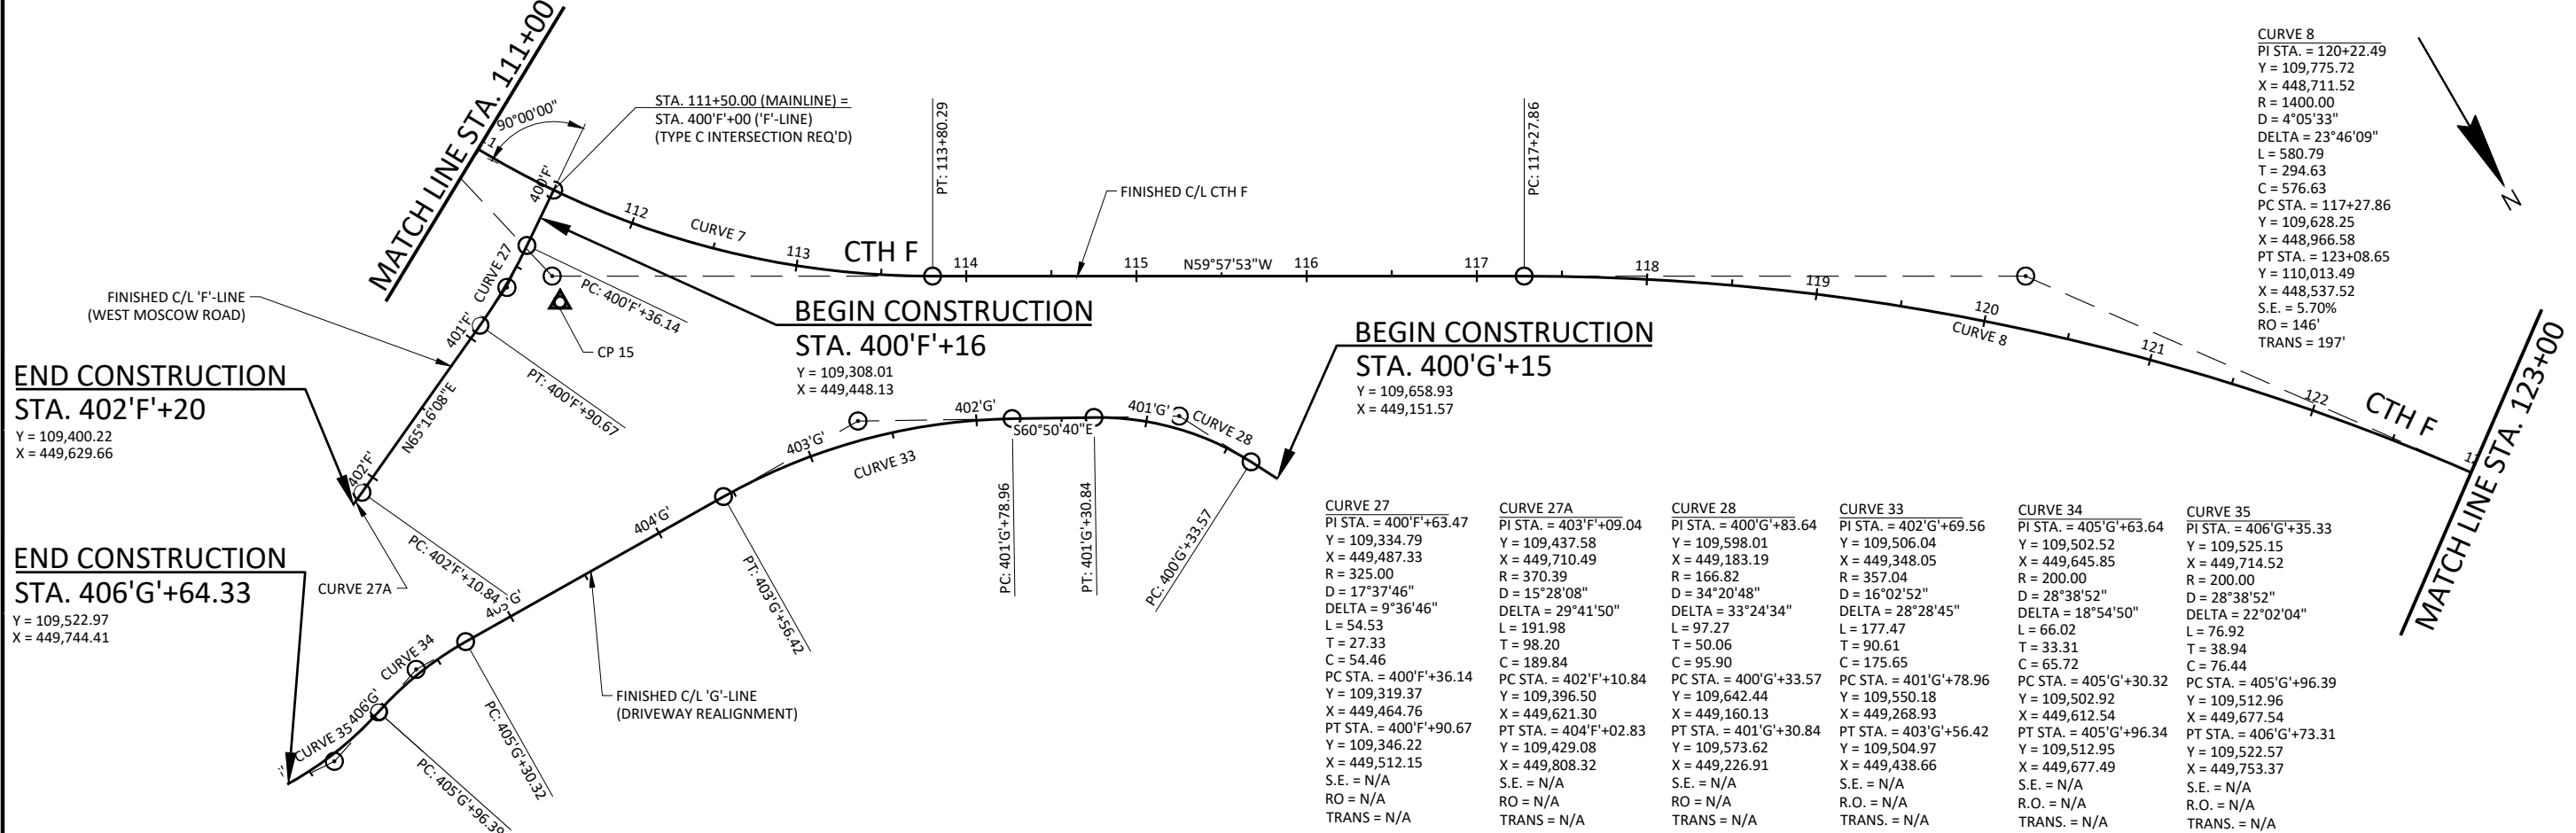 MATCH LINE STA. 111+00
90°00'00"
STA. 111+50.00 (MAINLINE) =
STA. 400'F'+00 ('F'-LINE)
(TYPE C INTERSECTION REQ'D)
400'F'
112
CURVE 7
113
CTH F
PT: 113+80.29
114
FINISHED C/L CTH F
115
N59°57'53"W
116
117
PC: 117+27.86
118
119
120
CURVE 8
121
122
CTH F
MATCH LINE STA. 123+00
N
CURVE 8
PI STA. = 120+22.49
Y = 109,775.72
X = 448,711.52
R = 1400.00
D = 4°05'33"
DELTA = 23°46'09"
L = 580.79
T = 294.63
C = 576.63
PC STA. = 117+27.86
Y = 109,628.25
X = 448,966.58
PT STA. = 123+08.65
Y = 110,013.49
X = 448,537.52
S.E. = 5.70%
RO = 146'
TRANS = 197'
FINISHED C/L 'F'-LINE
(WEST MOSCOW ROAD)
CURVE 27
PC: 400'F'+36.14
CP 15
401'F'
PT: 400'F'+90.67
N65°16'08"E
402'F'
BEGIN CONSTRUCTION
STA. 400'F'+16
Y = 109,308.01
X = 449,448.13
BEGIN CONSTRUCTION
STA. 400'G'+15
Y = 109,658.93
X = 449,151.57
END CONSTRUCTION
STA. 402'F'+20
Y = 109,400.22
X = 449,629.66
END CONSTRUCTION
STA. 406'G'+64.33
Y = 109,522.97
X = 449,744.41
CURVE 27A
PC: 402'F'+10.84
404'G'
403'G'
CURVE 33
402'G'
S60°50'40"E
401'G'
CURVE 28
PC: 401'G'+78.96
PT: 401'G'+30.84
PC: 400'G'+33.57
PT: 403'G'+56.42
FINISHED C/L 'G'-LINE
(DRIVEWAY REALIGNMENT)
CURVE 34
PC: 405'G'+30.32
406'G'
CURVE 35
PC: 405'G'+96.39
CURVE 27
PI STA. = 400'F'+63.47
Y = 109,334.79
X = 449,487.33
R = 325.00
D = 17°37'46"
DELTA = 9°36'46"
L = 54.53
T = 27.33
C = 54.46
PC STA. = 400'F'+36.14
Y = 109,319.37
X = 449,464.76
PT STA. = 400'F'+90.67
Y = 109,346.22
X = 449,512.15
S.E. = N/A
RO = N/A
TRANS = N/A
CURVE 27A
PI STA. = 403'F'+09.04
Y = 109,437.58
X = 449,710.49
R = 370.39
D = 15°28'08"
DELTA = 29°41'50"
L = 191.98
T = 98.20
C = 189.84
PC STA. = 402'F'+10.84
Y = 109,396.50
X = 449,621.30
PT STA. = 404'F'+02.83
Y = 109,429.08
X = 449,808.32
S.E. = N/A
RO = N/A
TRANS = N/A
CURVE 28
PI STA. = 400'G'+83.64
Y = 109,598.01
X = 449,183.19
R = 166.82
D = 34°20'48"
DELTA = 33°24'34"
L = 97.27
T = 50.06
C = 95.90
PC STA. = 400'G'+33.57
Y = 109,642.44
X = 449,160.13
PT STA. = 401'G'+30.84
Y = 109,573.62
X = 449,226.91
S.E. = N/A
RO = N/A
TRANS = N/A
CURVE 33
PI STA. = 402'G'+69.56
Y = 109,506.04
X = 449,348.05
R = 357.04
D = 16°02'52"
DELTA = 28°28'45"
L = 177.47
T = 90.61
C = 175.65
PC STA. = 401'G'+78.96
Y = 109,550.18
X = 449,268.93
PT STA. = 403'G'+56.42
Y = 109,504.97
X = 449,438.66
S.E. = N/A
R.O. = N/A
TRANS. = N/A
CURVE 34
PI STA. = 405'G'+63.64
Y = 109,502.52
X = 449,645.85
R = 200.00
D = 28°38'52"
DELTA = 18°54'50"
L = 66.02
T = 33.31
C = 65.72
PC STA. = 405'G'+30.32
Y = 109,502.92
X = 449,612.54
PT STA. = 405'G'+96.34
Y = 109,512.95
X = 449,677.49
S.E. = N/A
R.O. = N/A
TRANS. = N/A
CURVE 35
PI STA. = 406'G'+35.33
Y = 109,525.15
X = 449,714.52
R = 200.00
D = 28°38'52"
DELTA = 22°02'04"
L = 76.92
T = 38.94
C = 76.44
PC STA. = 405'G'+96.39
Y = 109,512.96
X = 449,677.54
PT STA. = 406'G'+73.31
Y = 109,522.57
X = 449,753.37
S.E. = N/A
R.O. = N/A
TRANS. = N/A